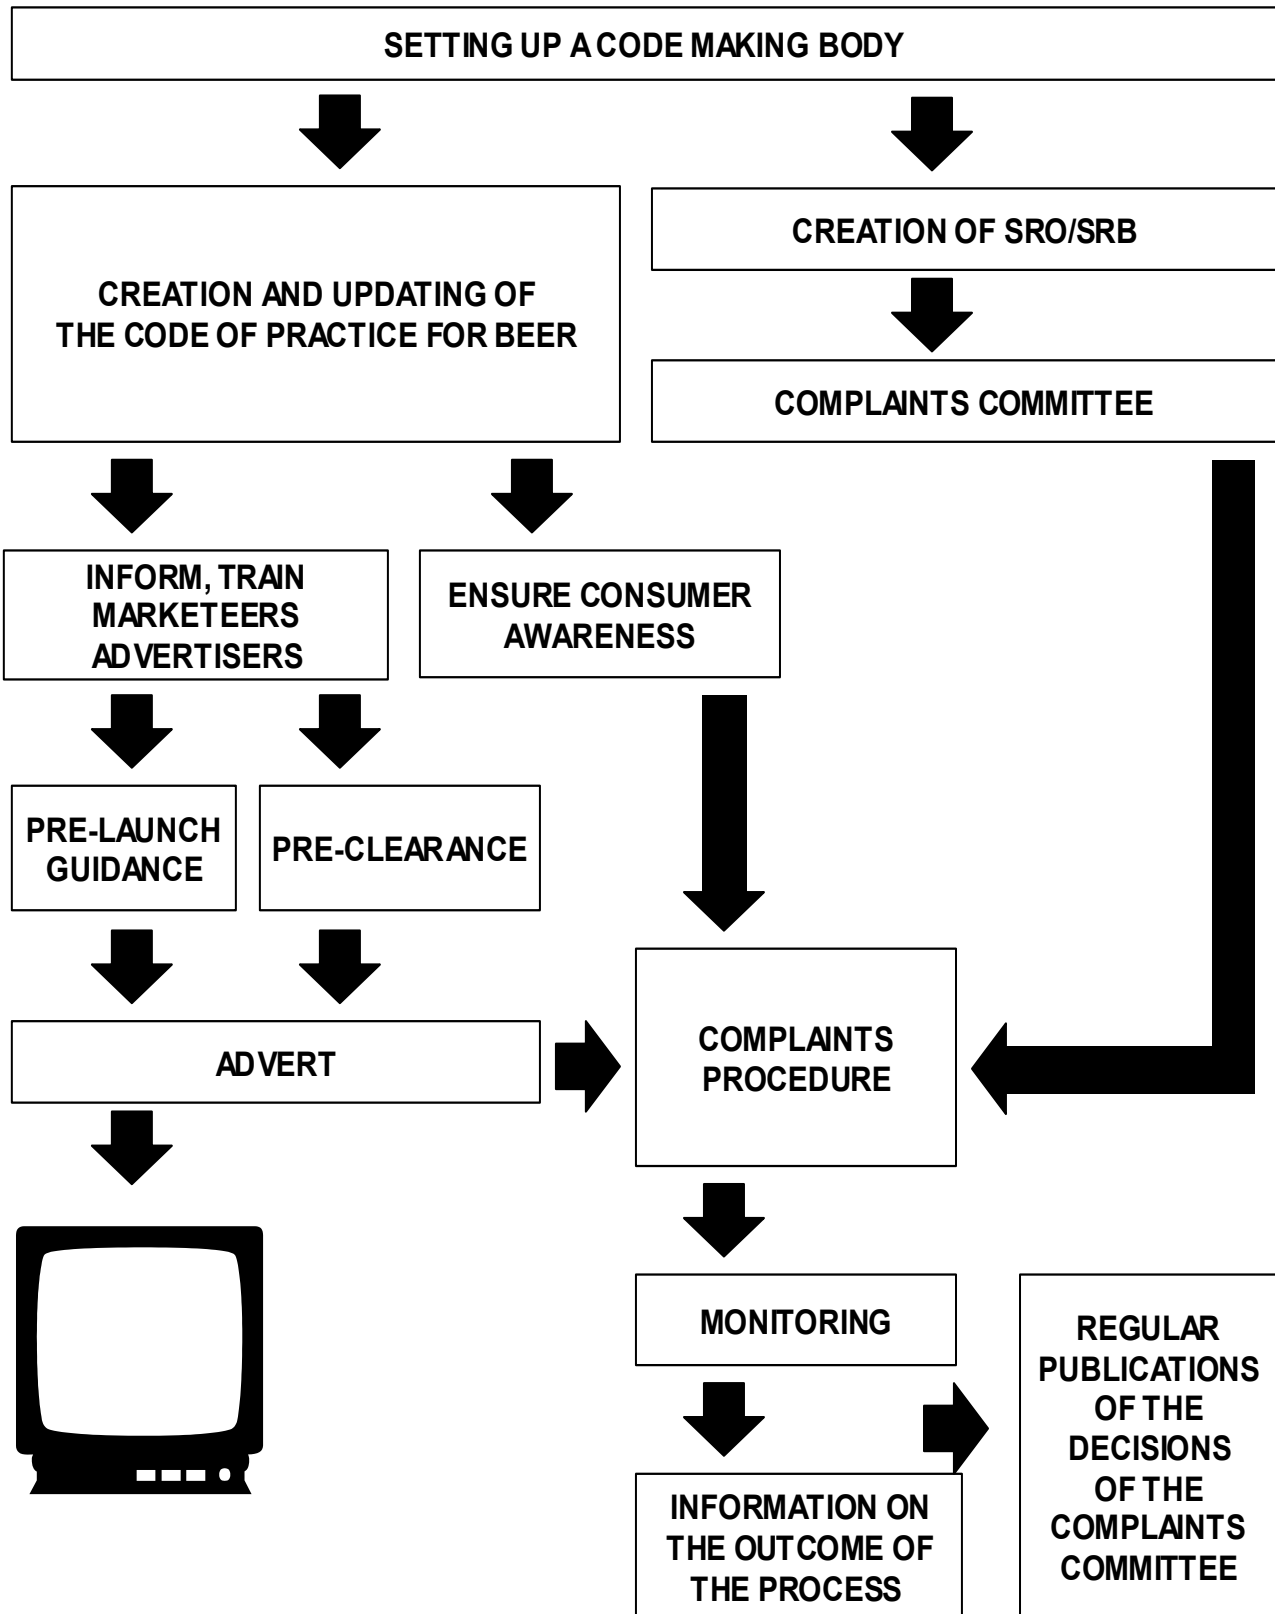 SETTING UP A CODE MAKING BODY
CREATION AND UPDATING OF
THE CODE OF PRACTICE FOR BEER
CREATION OF SRO/SRB
COMPLAINTS COMMITTEE
INFORM, TRAIN
MARKETEERS
ADVERTISERS
ENSURE CONSUMER
AWARENESS
PRE-LAUNCH
GUIDANCE
PRE-CLEARANCE
ADVERT
COMPLAINTS
PROCEDURE
MONITORING
INFORMATION ON
THE OUTCOME OF
THE PROCESS
REGULAR
PUBLICATIONS
OF THE
DECISIONS
OF THE
COMPLAINTS
COMMITTEE